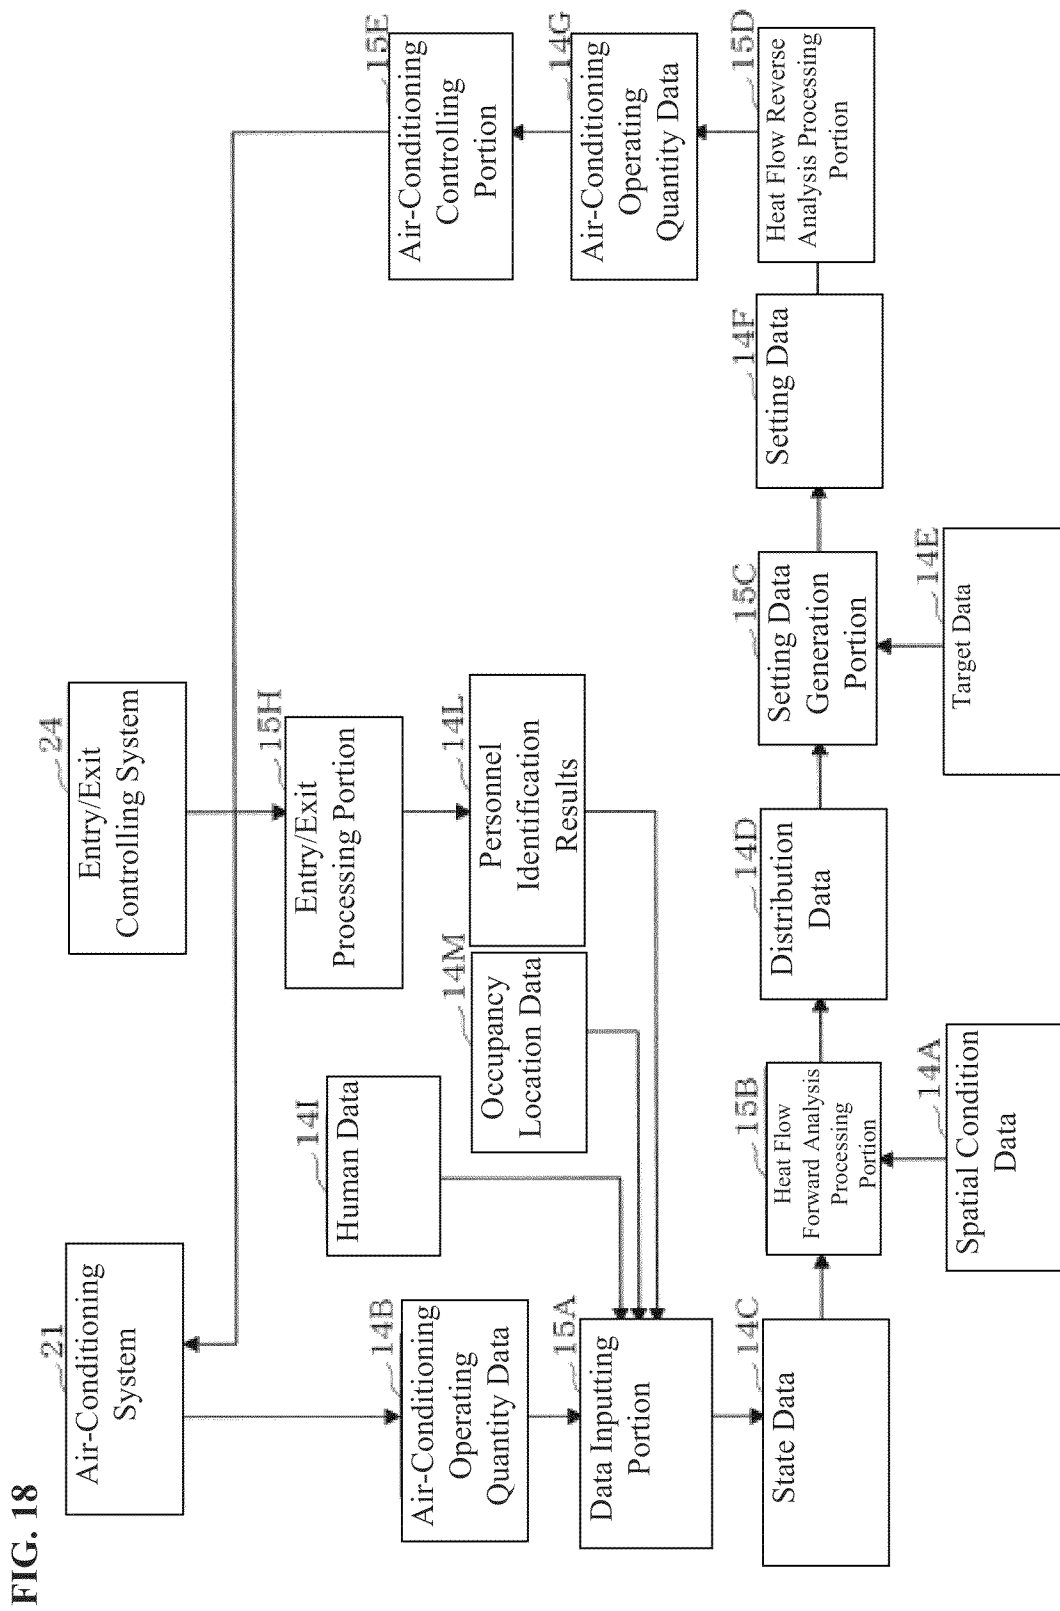 FIG. 18
21
Air-Conditioning
System
24
Entry/Exit
Controlling System
15H
Entry/Exit
Processing Portion
14I
Human Data
14B
Air-Conditioning
Operating
Quantity Data
14M
Occupancy
Location Data
14L
Personnel
Identification
Results
15E
Air-Conditioning
Controlling
Portion
15A
Data Inputting
Portion
14G
Air-Conditioning
Operating
Quantity Data
14C
State Data
15B
Heat Flow
Forward Analysis
Processing
Portion
14D
Distribution
Data
15C
Setting Data
Generation
Portion
14F
Setting Data
15D
Heat Flow Reverse
Analysis Processing
Portion
14A
Spatial Condition
Data
14E
Target Data